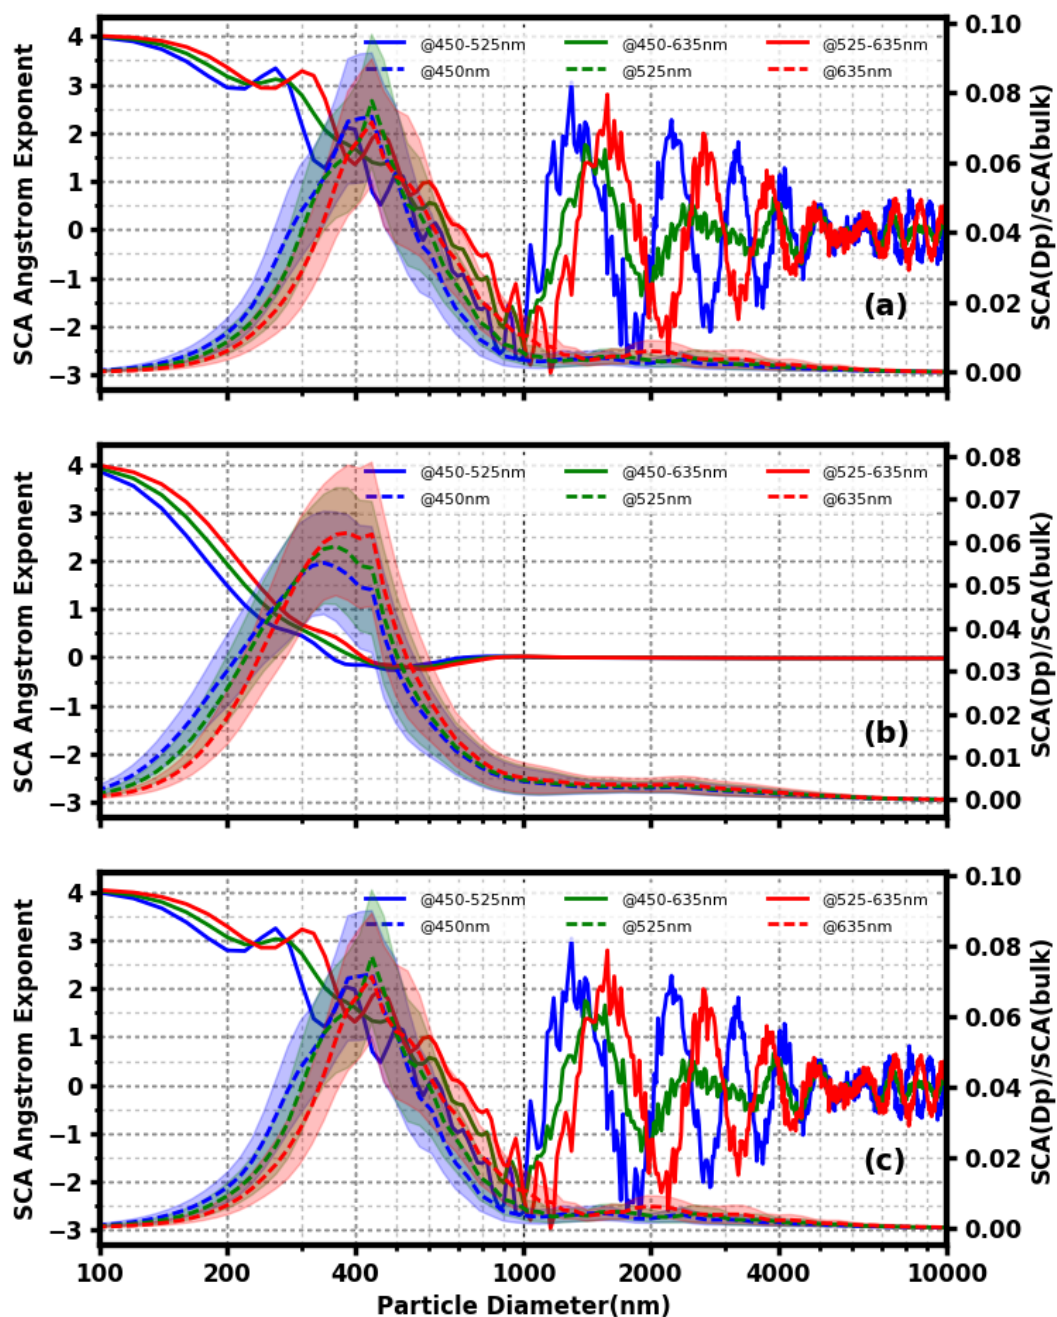 @450-525nm @450-635nm @525-635nm
@450nm @525nm @635nm
SCA Angstrom Exponent
4
3
2
1
0
−1
−2
−3
SCA(Dp)/SCA(bulk)
0.10
0.08
0.06
0.04
0.02
0.00
(a)
@450-525nm @450-635nm @525-635nm
@450nm @525nm @635nm
SCA Angstrom Exponent
4
3
2
1
0
−1
−2
−3
SCA(Dp)/SCA(bulk)
0.08
0.07
0.06
0.05
0.04
0.03
0.02
0.01
0.00
(b)
@450-525nm @450-635nm @525-635nm
@450nm @525nm @635nm
SCA Angstrom Exponent
4
3
2
1
0
−1
−2
−3
SCA(Dp)/SCA(bulk)
0.10
0.08
0.06
0.04
0.02
0.00
(c)
100 200 400 1000 2000 4000 10000
Particle Diameter(nm)